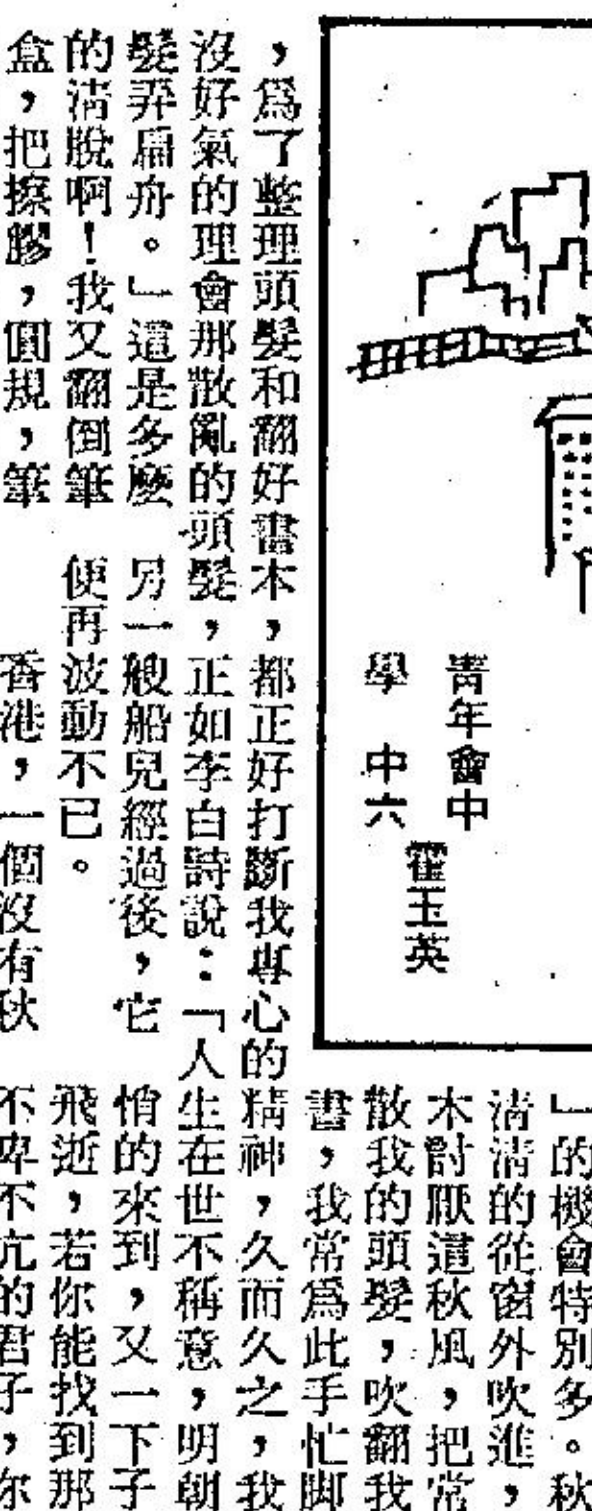 青年會中
學 中六
霍玉英
」的機會特別多。秋
清清的從窗外吹進，
木討厭這秋風，把常
散我的頭髮，吹翻我
書，我常爲此手忙脚
，爲了整理頭髮和翻好書本，都正好打斷我專心的精神，久而久之，我
沒好氣的理會那散亂的頭髮，正如李白詩說：「人生在世不稱意，明朝
髮弄扁舟。」這是多麼
的清脫啊！我又翻倒筆
盒，把擦膠，圓規，筆
另一艘船兒經過後，它
便再波動不已。
香港，一個沒有秋
悄的來到，又一下子
飛逝，若你能找到那
不卑不亢的君子，你